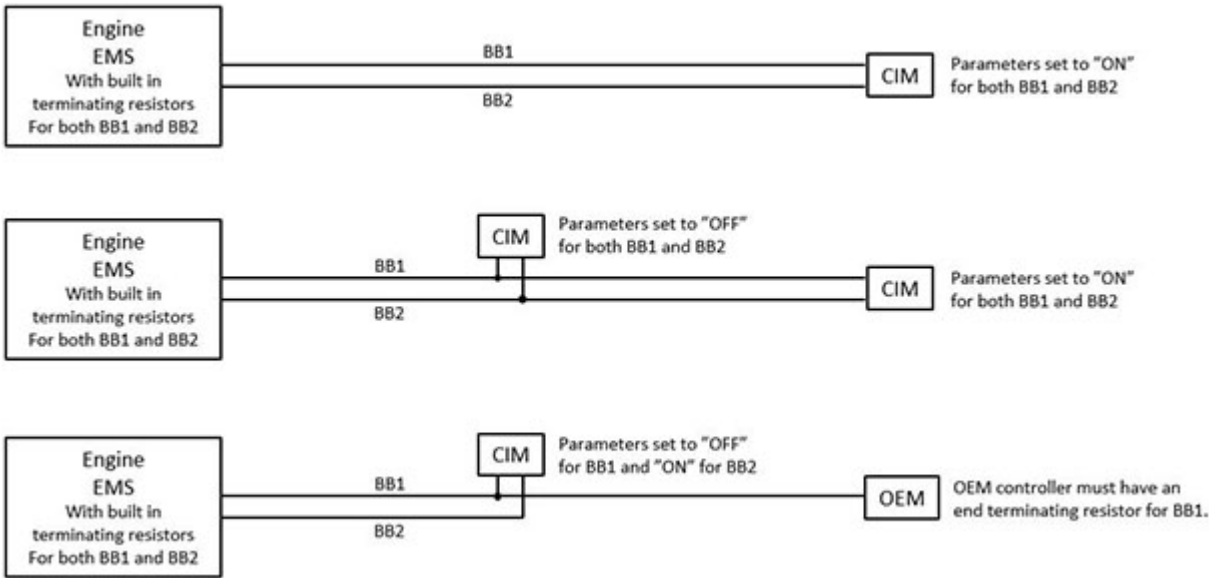 Engine
EMS
With built in
terminating resistors
For both BB1 and BB2
BB1
BB2
CIM
Parameters set to "ON"
for both BB1 and BB2
Engine
EMS
With built in
terminating resistors
For both BB1 and BB2
BB1
BB2
CIM
Parameters set to "OFF"
for both BB1 and BB2
CIM
Parameters set to "ON"
for both BB1 and BB2
Engine
EMS
With built in
terminating resistors
For both BB1 and BB2
BB1
BB2
CIM
Parameters set to "OFF"
for BB1 and "ON" for BB2
OEM
OEM controller must have an
end terminating resistor for BB1.